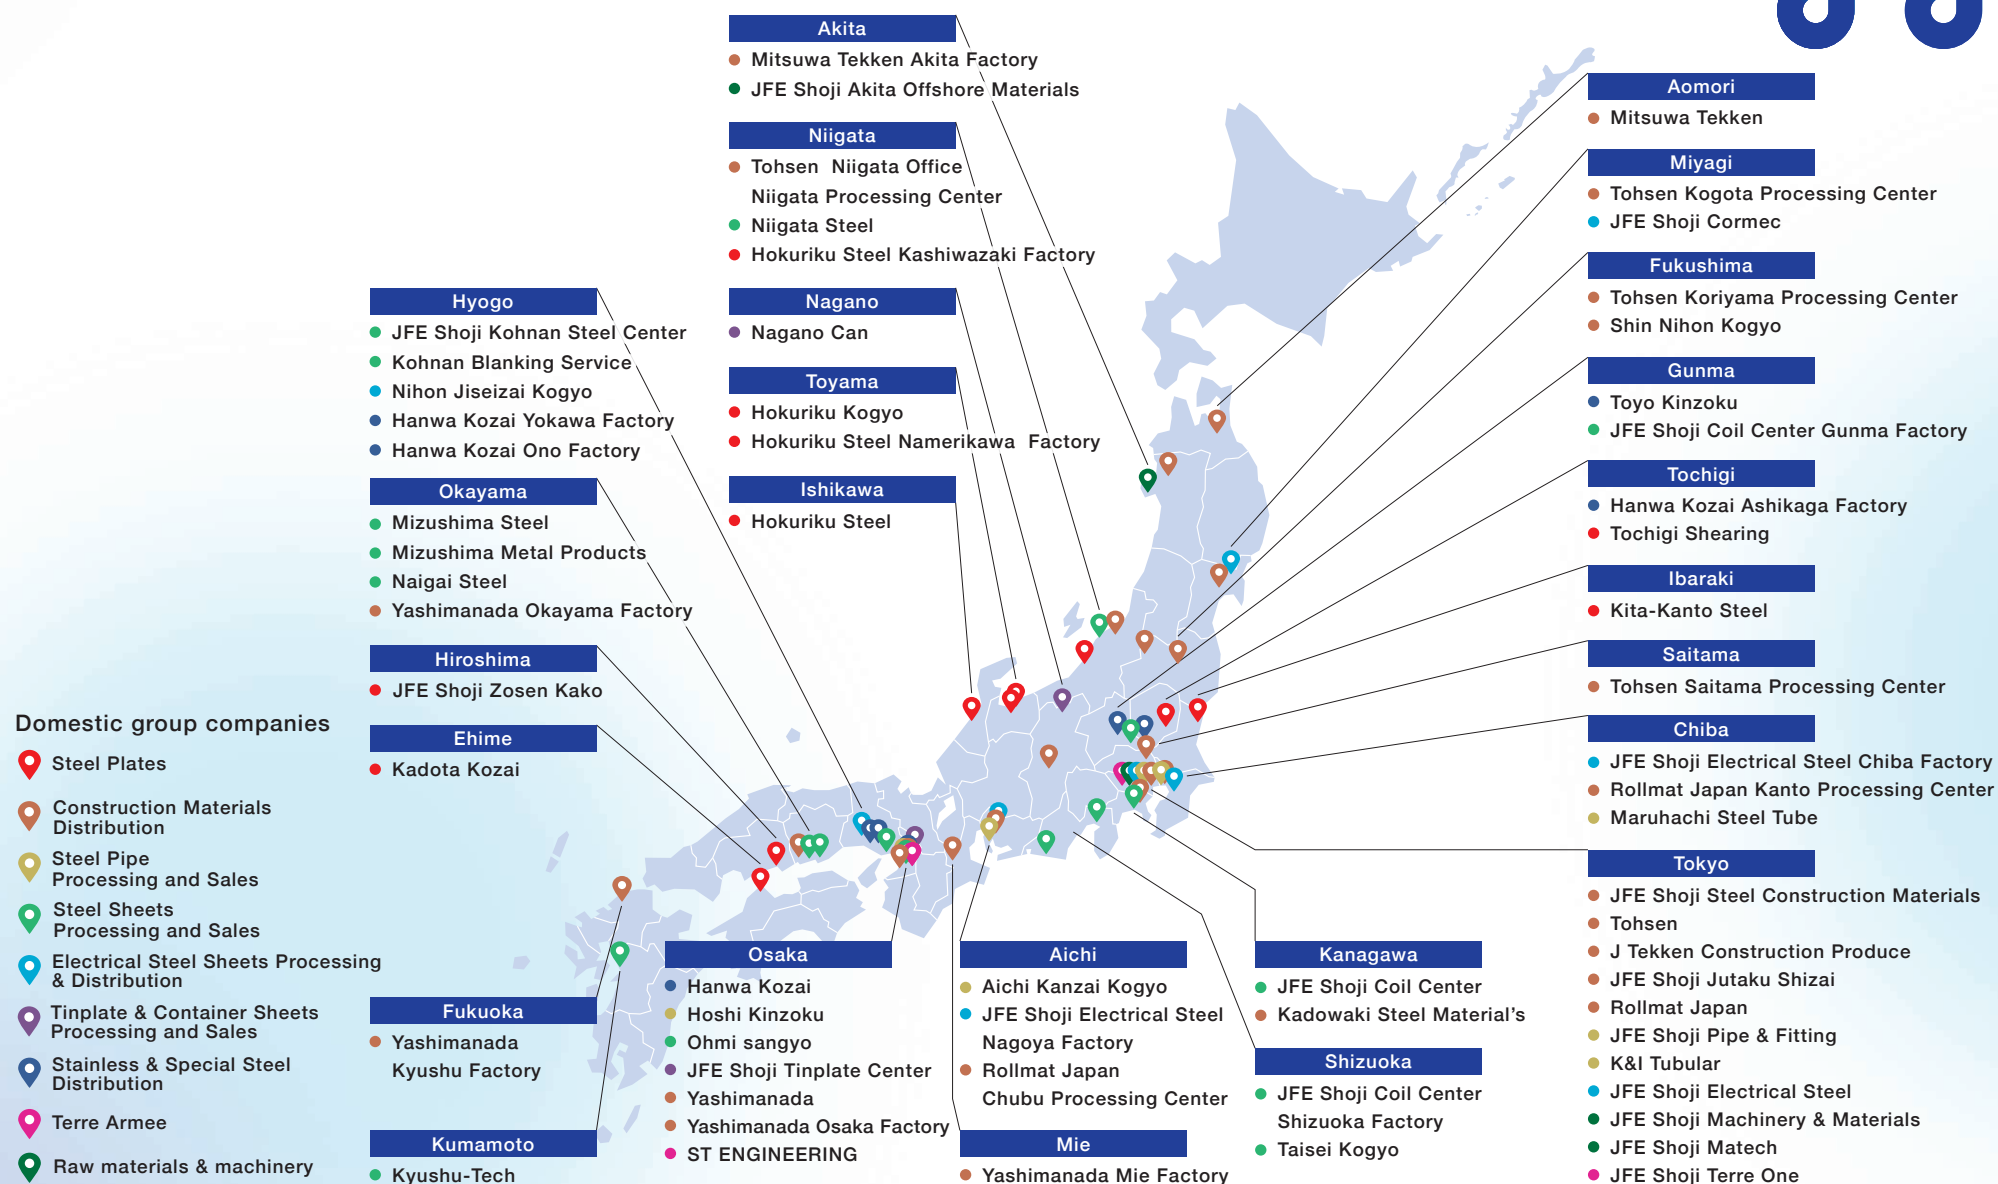 Akita
Mitsuwa Tekken Akita Factory
JFE Shoji Akita Offshore Materials
Niigata
Tohsen Niigata Office
Niigata Processing Center
Niigata Steel
Hokuriku Steel Kashiwazaki Factory
Nagano
Nagano Can
Toyama
Hokuriku Kogyo
Hokuriku Steel Namerikawa Factory
Ishikawa
Hokuriku Steel
Hyogo
JFE Shoji Kohnan Steel Center
Kohnan Blanking Service
Nihon Jiseizai Kogyo
Hanwa Kozai Yokawa Factory
Hanwa Kozai Ono Factory
Okayama
Mizushima Steel
Mizushima Metal Products
Naigai Steel
Yashimanada Okayama Factory
Hiroshima
JFE Shoji Zosen Kako
Ehime
Kadota Kozai
Domestic group companies
Steel Plates
Construction Materials
Distribution
Steel Pipe
Processing and Sales
Steel Sheets
Processing and Sales
Electrical Steel Sheets Processing
& Distribution
Tinplate & Container Sheets
Processing and Sales
Stainless & Special Steel
Distribution
Terre Armee
Raw materials & machinery
Fukuoka
Yashimanada
Kyushu Factory
Kumamoto
Kyushu-Tech
Osaka
Hanwa Kozai
Hoshi Kinzoku
Ohmi sangyo
JFE Shoji Tinplate Center
Yashimanada
Yashimanada Osaka Factory
ST ENGINEERING
Aichi
Aichi Kanzai Kogyo
JFE Shoji Electrical Steel
Nagoya Factory
Rollmat Japan
Chubu Processing Center
Mie
Yashimanada Mie Factory
Kanagawa
JFE Shoji Coil Center
Kadowaki Steel Material's
Shizuoka
JFE Shoji Coil Center
Shizuoka Factory
Taisei Kogyo
Aomori
Mitsuwa Tekken
Miyagi
Tohsen Kogota Processing Center
JFE Shoji Cormec
Fukushima
Tohsen Koriyama Processing Center
Shin Nihon Kogyo
Gunma
Toyo Kinzoku
JFE Shoji Coil Center Gunma Factory
Tochigi
Hanwa Kozai Ashikaga Factory
Tochigi Shearing
Ibaraki
Kita-Kanto Steel
Saitama
Tohsen Saitama Processing Center
Chiba
JFE Shoji Electrical Steel Chiba Factory
Rollmat Japan Kanto Processing Center
Maruhachi Steel Tube
Tokyo
JFE Shoji Steel Construction Materials
Tohsen
J Tekken Construction Produce
JFE Shoji Jutaku Shizai
Rollmat Japan
JFE Shoji Pipe & Fitting
K&I Tubular
JFE Shoji Electrical Steel
JFE Shoji Machinery & Materials
JFE Shoji Matech
JFE Shoji Terre One